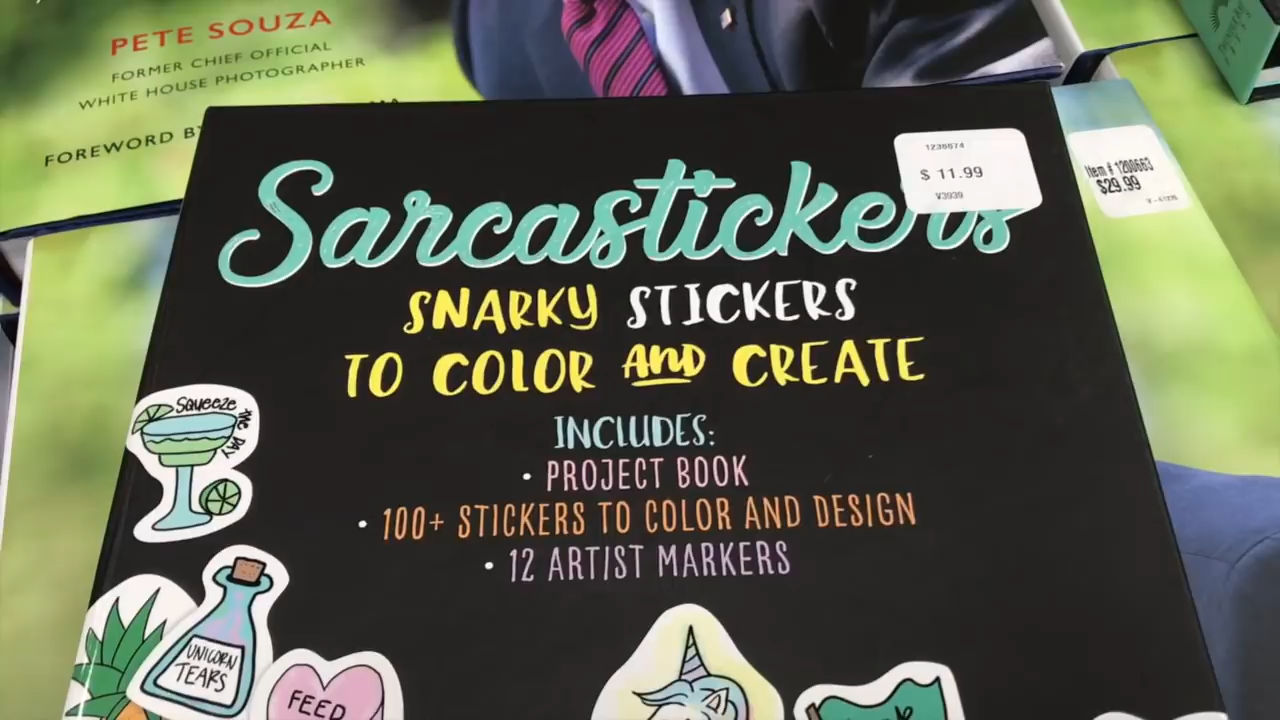 PETE SOUZA
FORMER CHIEF OFFICIAL
WHITE HOUSE PHOTOGRAPHER
FOREWORD
1236874
$ 11.99
V3939
Item # 1200663
$29.99
Sarcastickers
SNARKY STICKERS
TO COLOR AND CREATE
INCLUDES:
• PROJECT BOOK
• 100+ STICKERS TO COLOR AND DESIGN
• 12 ARTIST MARKERS
Squeeze
THE DAY
UNICORN
TEARS
FEED